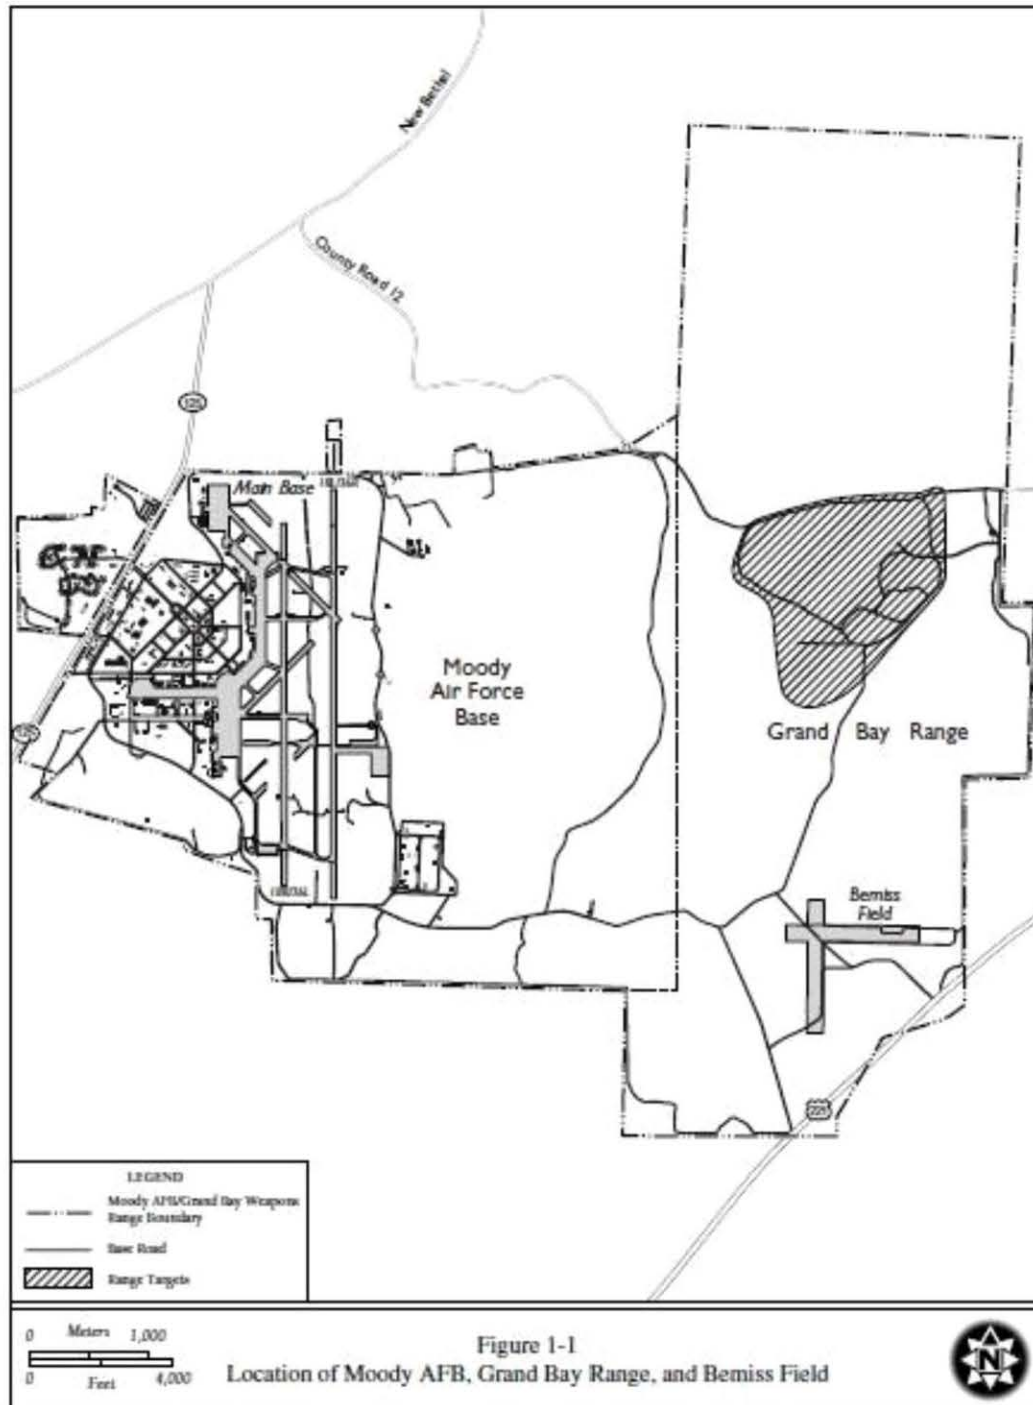 New Bethel
County Road 12
125
Main Base
Moody
Air Force
Base
Grand Bay Range
125
Bemiss
Field
LEGEND
Moody AFB/Grand Bay Weapons
Range Boundary
Base Road
Range Targets
0 Meters 1,000
0 Feet 4,000
Figure 1-1
Location of Moody AFB, Grand Bay Range, and Bemiss Field
N